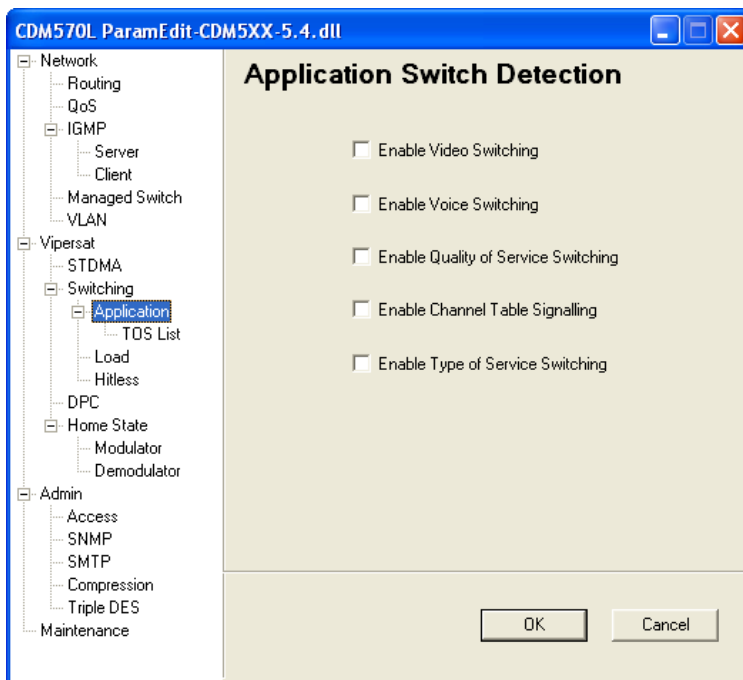 CDM570L ParamEdit-CDM5XX-5.4.dll
Network
Routing
QoS
IGMP
Server
Client
Managed Switch
VLAN
Vipersat
STDMA
Switching
Application
TOS List
Load
Hitless
DPC
Home State
Modulator
Demodulator
Admin
Access
SNMP
SMTP
Compression
Triple DES
Maintenance
Application Switch Detection
Enable Video Switching
Enable Voice Switching
Enable Quality of Service Switching
Enable Channel Table Signalling
Enable Type of Service Switching
OK
Cancel